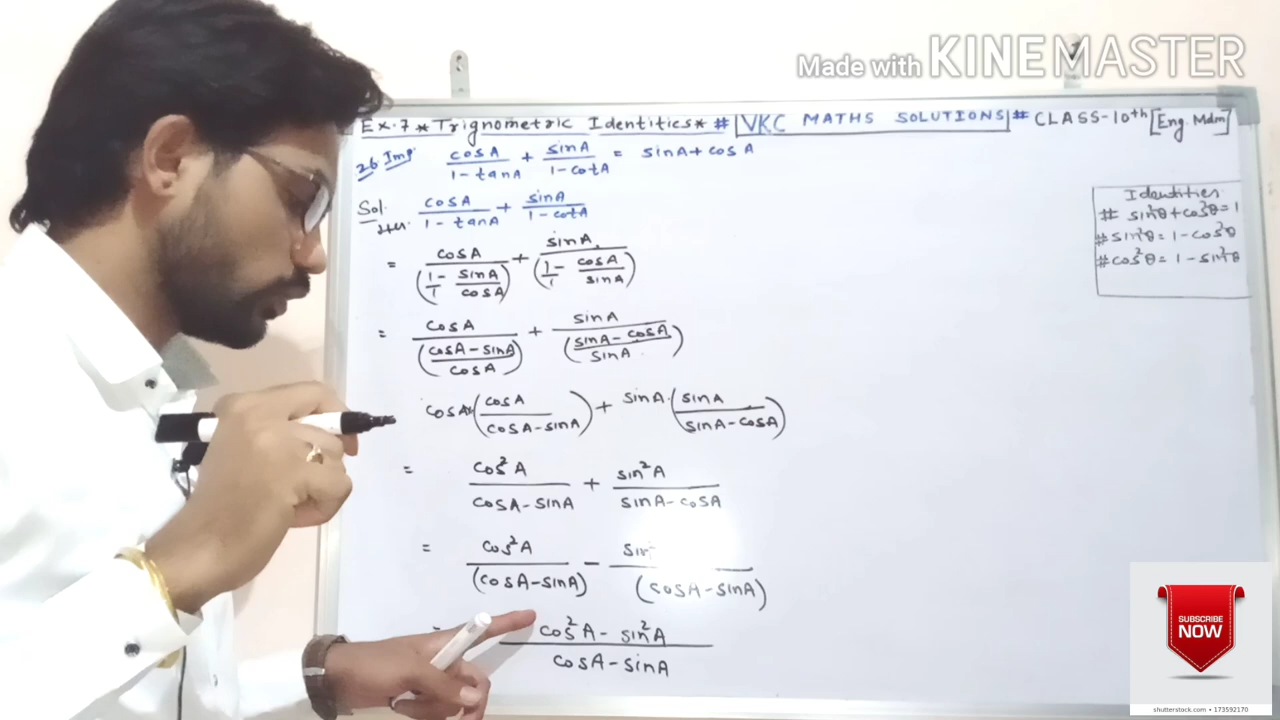 Made with KINEMASTER
Ex.7 * Trignometric Identities * # VKC MATHS SOLUTIONS # CLASS-10th [Eng. Mdm]
26. Imp. cosA/(1-tanA) + sinA/(1-cotA) = sinA+cosA
Sol. cosA/(1-tanA) + sinA/(1-cotA)
= cosA/(1/1 - sinA/cosA) + sinA/(1/1 - cosA/sinA)
= cosA/((cosA-sinA)/cosA) + sinA/((sinA-cosA)/sinA)
cosA×(cosA/(cosA-sinA)) + sinA·(sinA/(sinA-cosA))
= cos²A/(cosA-sinA) + sin²A/(sinA-cosA)
= cos²A/(cosA-sinA) - sin/(cosA-sinA)
= (cos²A - sin²A)/(cosA-sinA)
Identities
# sin²θ+cos²θ=1
# sin²θ = 1-cos²θ
# cos²θ = 1-sin²θ
SUBSCRIBE
NOW
shutterstock.com • 173592170